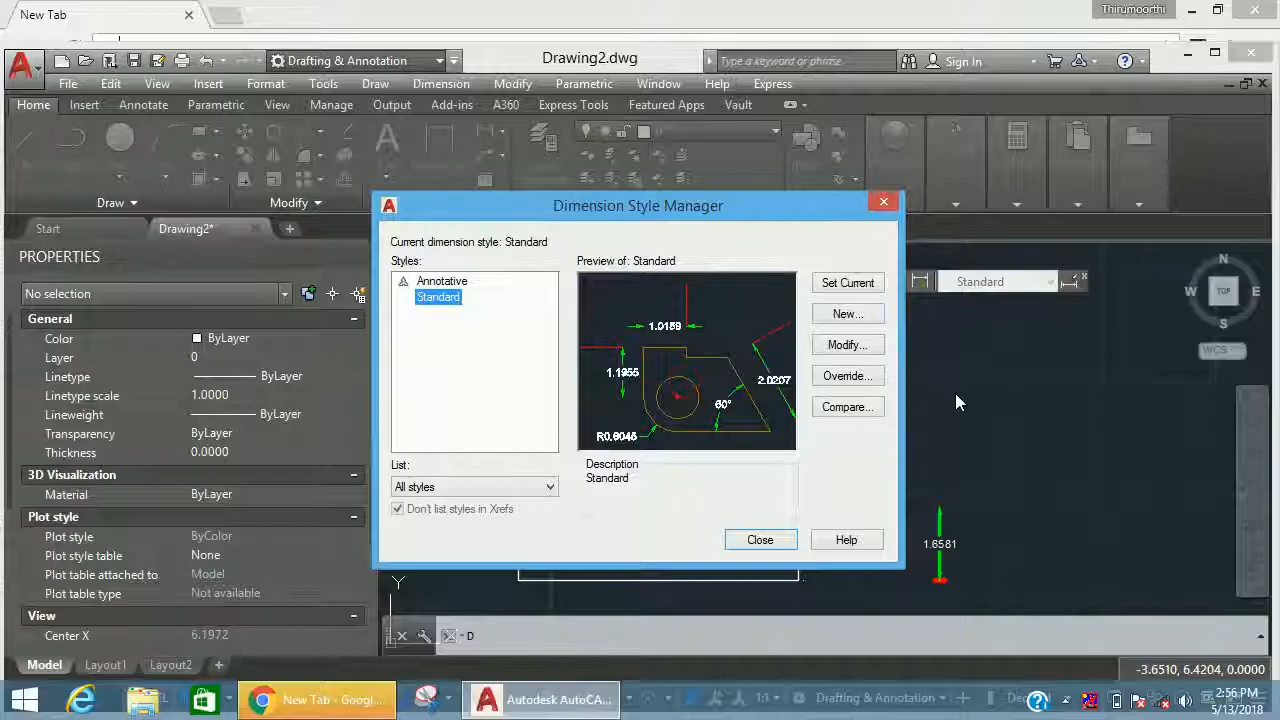 New Tab
Thirumoorthi
Drafting & Annotation
Drawing2.dwg
Type a keyword or phrase
Sign In
File Edit View Insert Format Tools Draw Dimension Modify Parametric Window Help Express
Home Insert Annotate Parametric View Manage Output Add-ins A360 Express Tools Featured Apps Vault
Draw
Modify
Start
Drawing2*
PROPERTIES
No selection
General
Color ByLayer
Layer 0
Linetype ByLayer
Linetype scale 1.0000
Lineweight ByLayer
Transparency ByLayer
Thickness 0.0000
3D Visualization
Material ByLayer
Plot style
Plot style ByColor
Plot style table None
Plot table attached to Model
Plot table type Not available
View
Center X 6.1972
Model Layout1 Layout2
Dimension Style Manager
Current dimension style: Standard
Styles:
Annotative
Standard
List:
All styles
Don't list styles in Xrefs
Preview of: Standard
1.0159
1.1955
2.0207
60°
R0.8045
Description
Standard
Set Current
New...
Modify...
Override...
Compare...
Close
Help
Standard
N
W TOP E
S
WCS
1.6581
Y
D
-3.6510, 6.4204, 0.0000
New Tab - Googl...
Autodesk AutoCA...
1:1
Drafting & Annotation
2:56 PM
5/13/2018